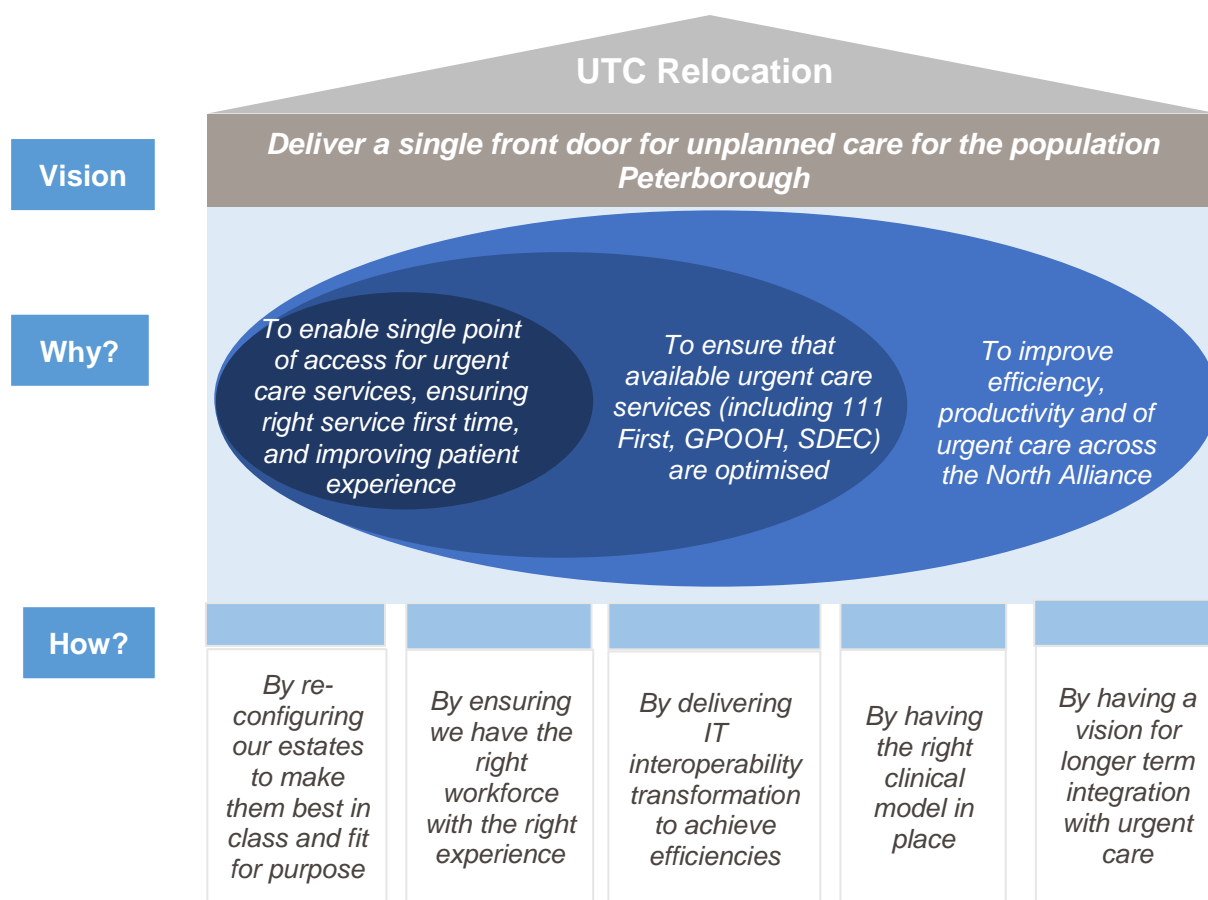 UTC Relocation
Vision
Deliver a single front door for unplanned care for the population
Peterborough
Why?
To enable single point
of access for urgent
care services, ensuring
right service first time,
and improving patient
experience
To ensure that
available urgent care
services (including 111
First, GPOOH, SDEC)
are optimised
To improve
efficiency,
productivity and of
urgent care across
the North Alliance
How?
By re-
configuring
our estates
to make
them best in
class and fit
for purpose
By ensuring
we have the
right
workforce
with the right
experience
By delivering
IT
interoperability
transformation
to achieve
efficiencies
By having
the right
clinical
model in
place
By having a
vision for
longer term
integration
with urgent
care